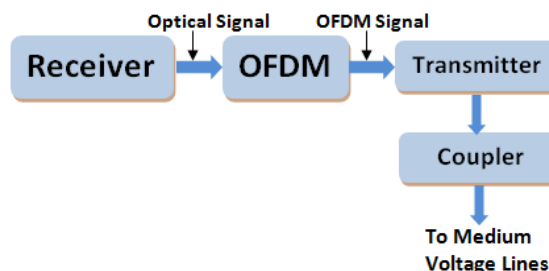 Optical Signal
OFDM Signal
Receiver
OFDM
Transmitter
Coupler
To Medium
Voltage Lines